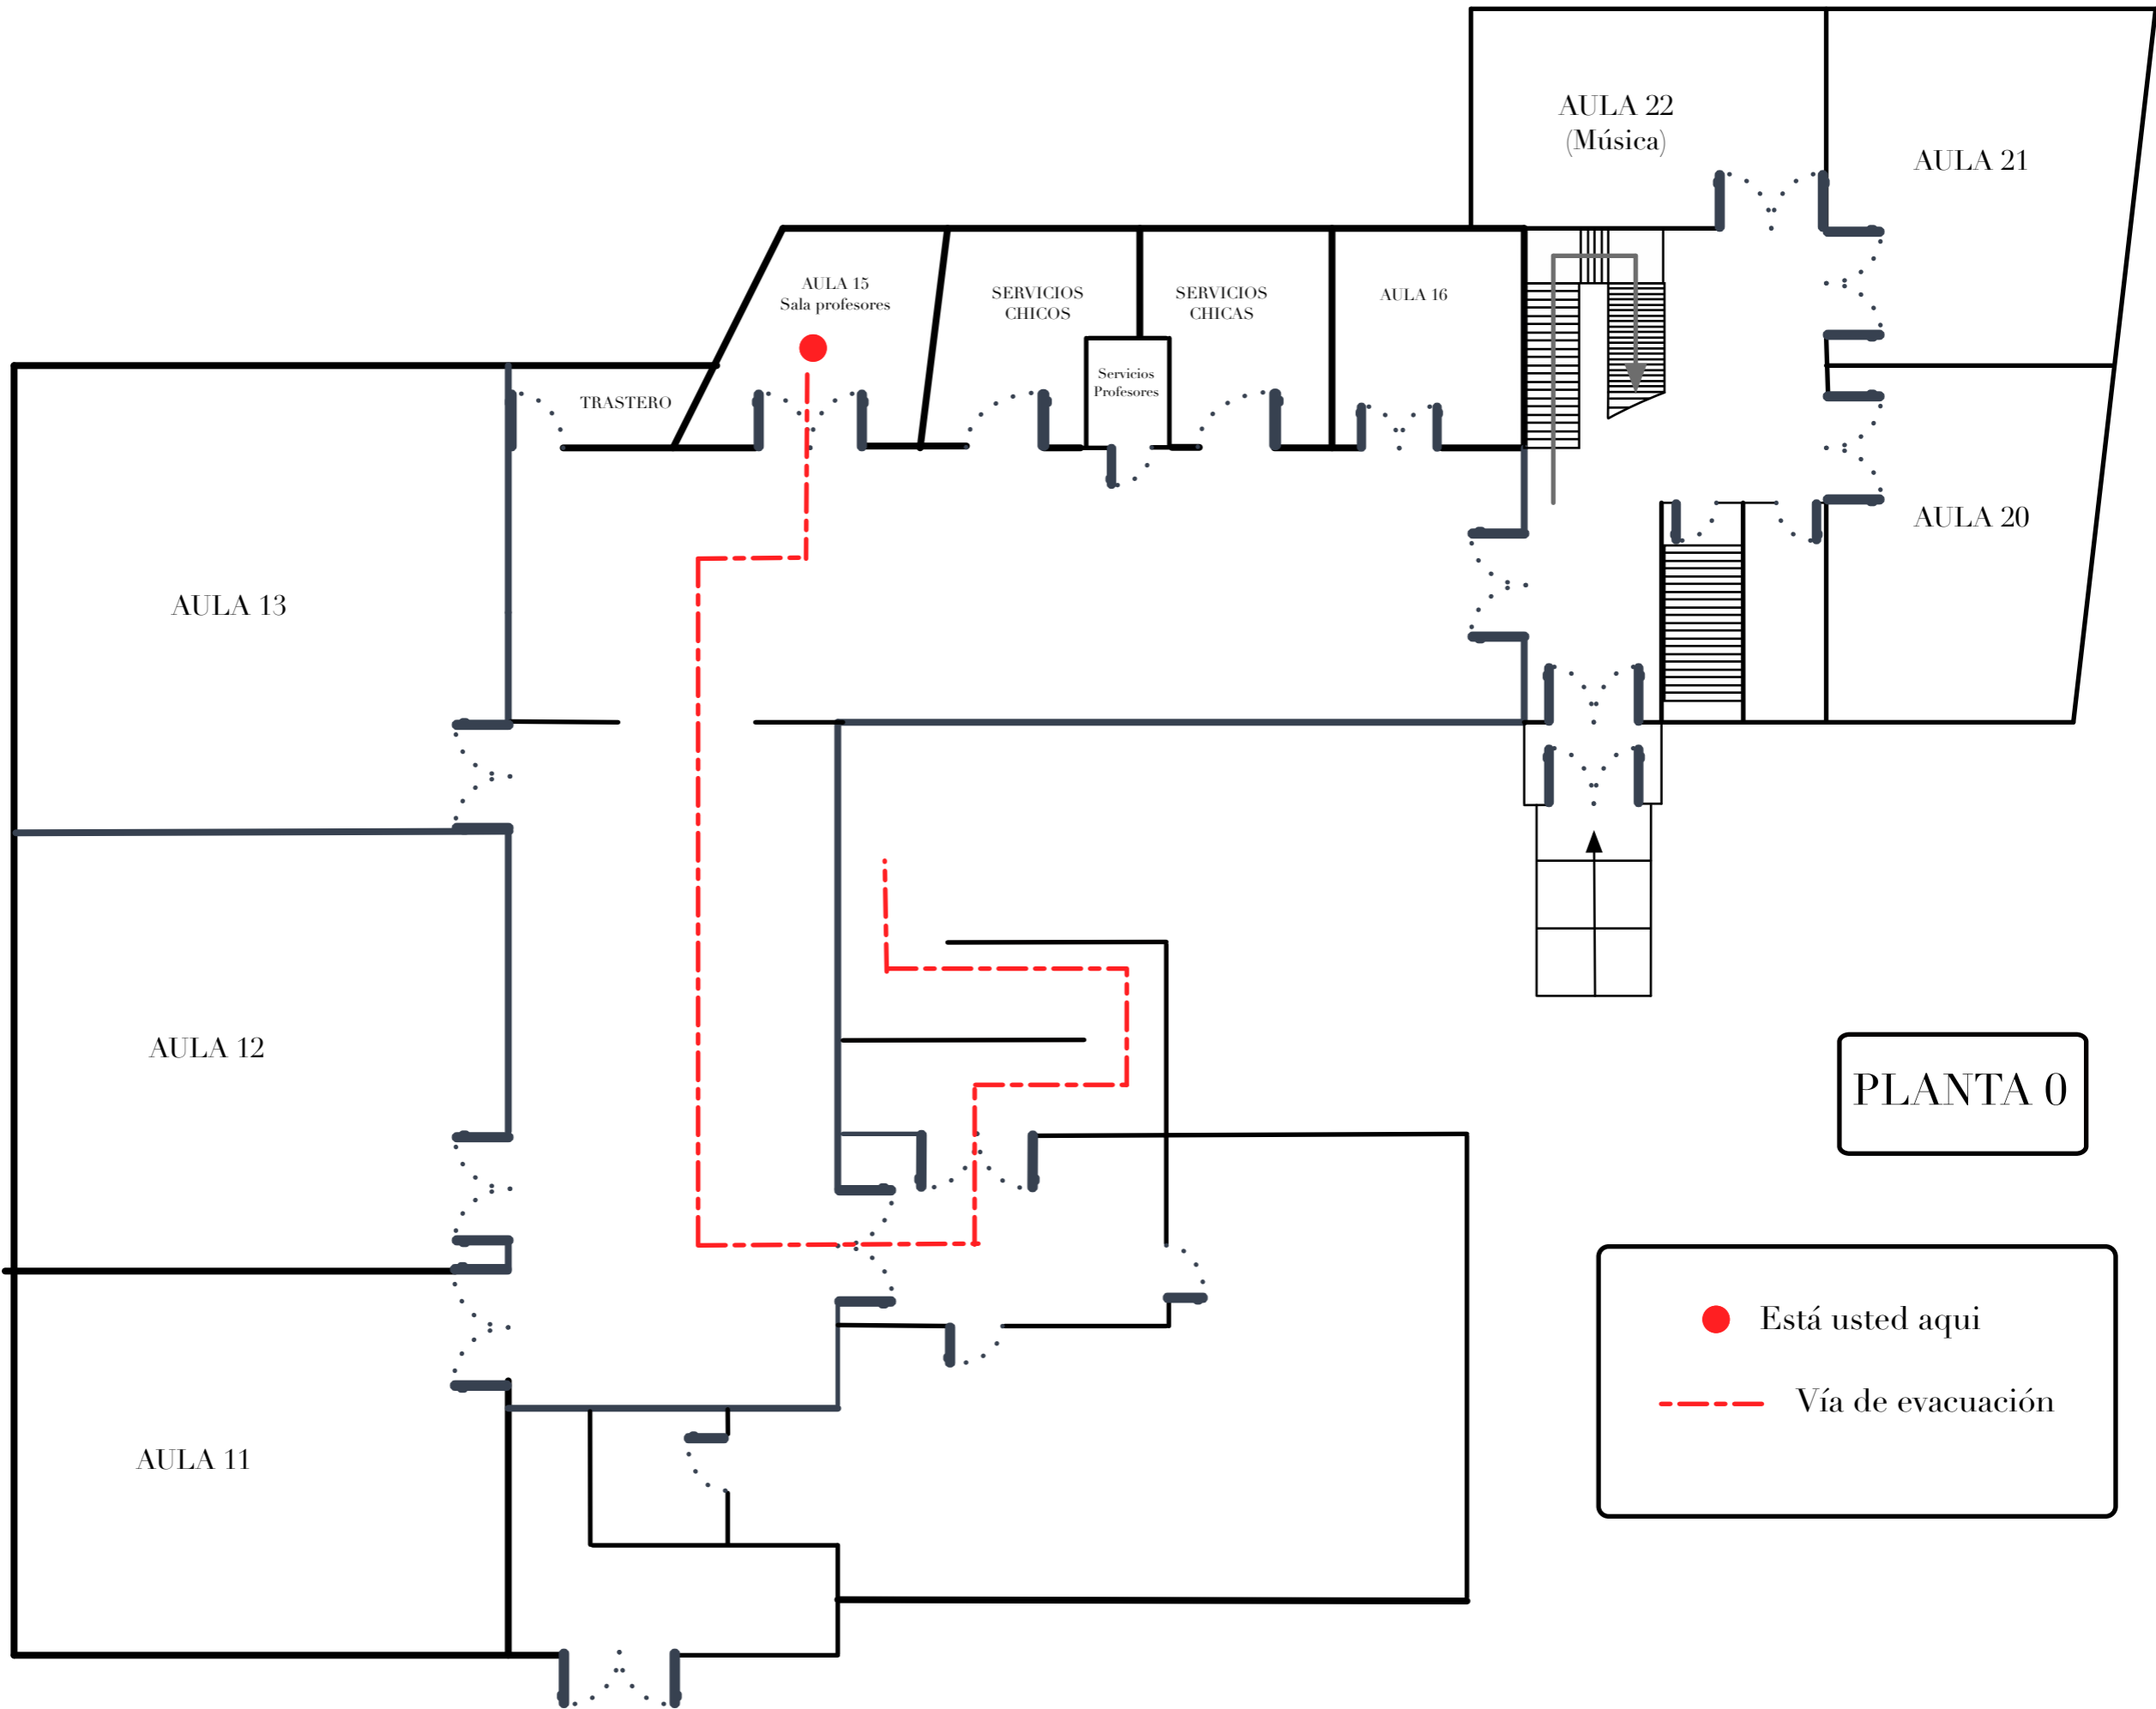 AULA 22
(Música)
AULA 21
AULA 15
Sala profesores
SERVICIOS
CHICOS
SERVICIOS
CHICAS
AULA 16
Servicios
Profesores
TRASTERO
AULA 20
AULA 13
AULA 12
PLANTA 0
Está usted aqui
Vía de evacuación
AULA 11